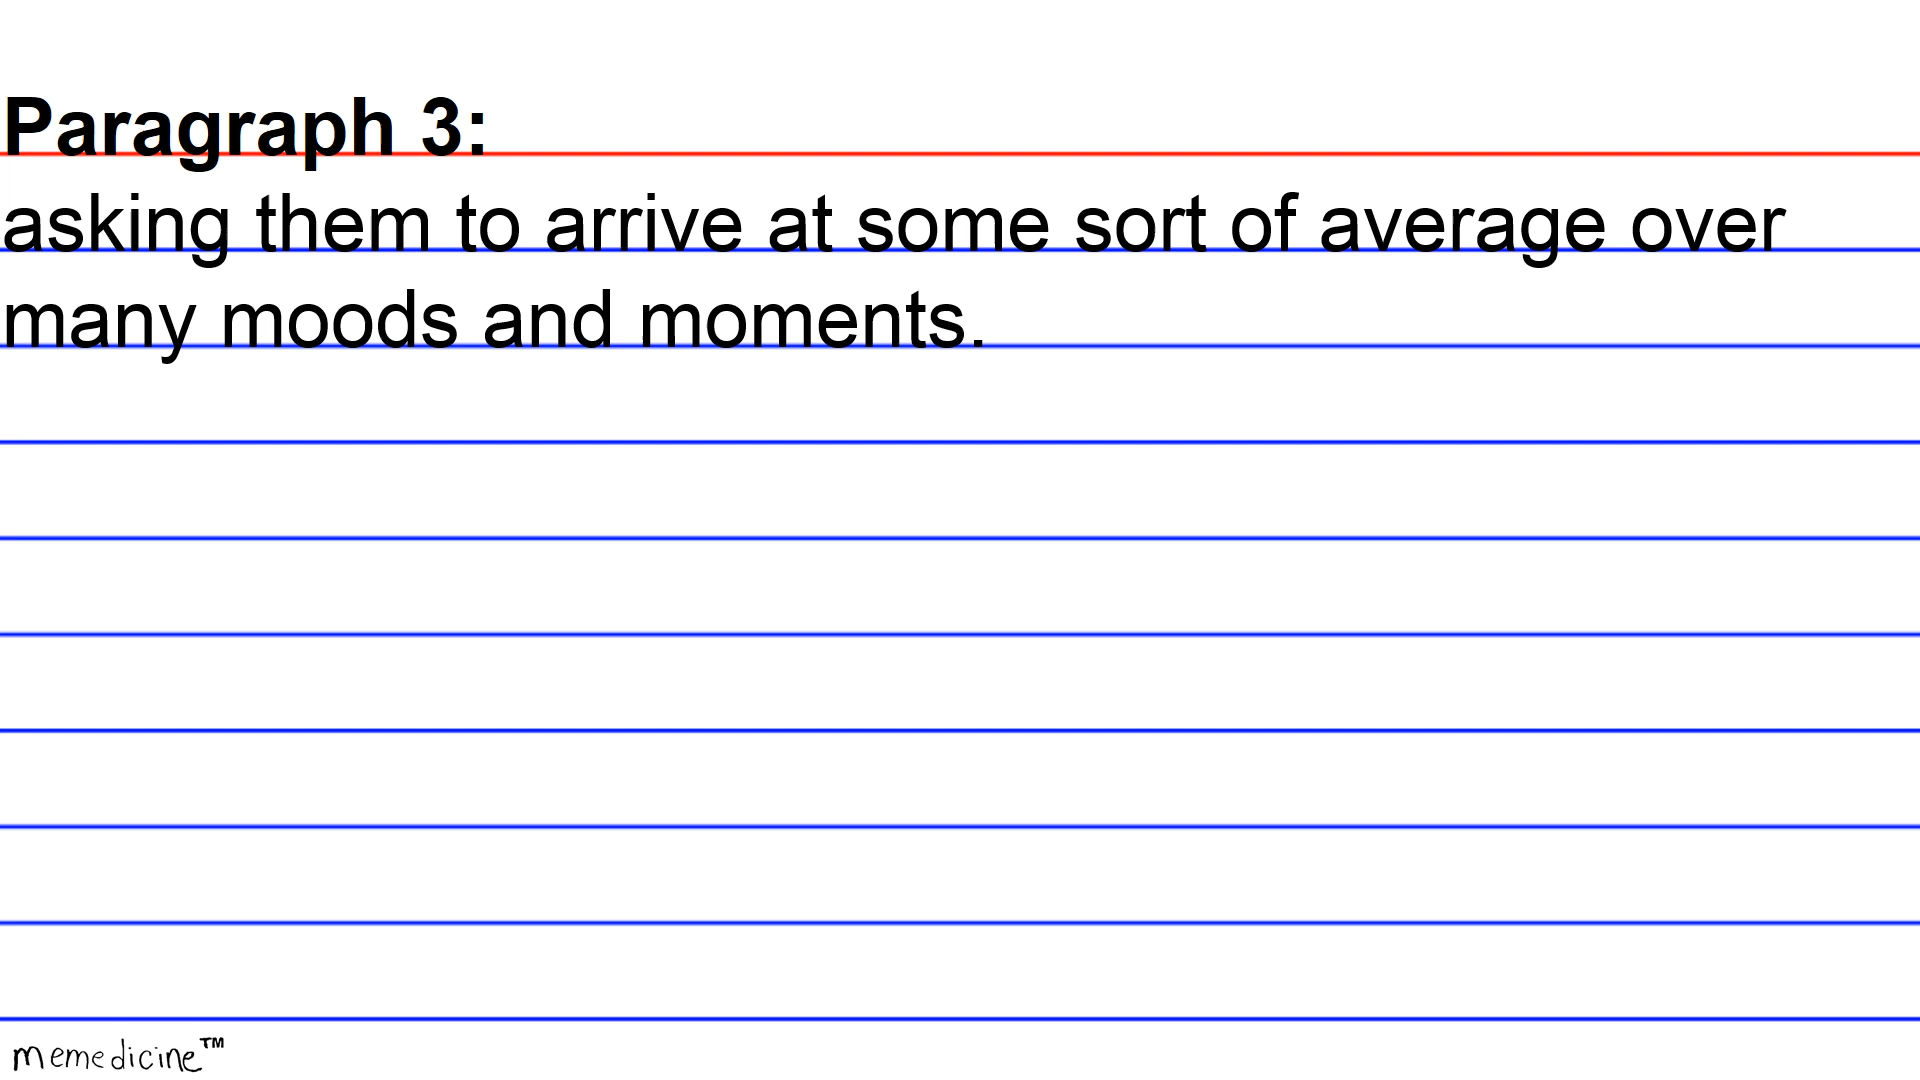 Paragraph 3:
asking them to arrive at some sort of average over
many moods and moments.
memedicine™